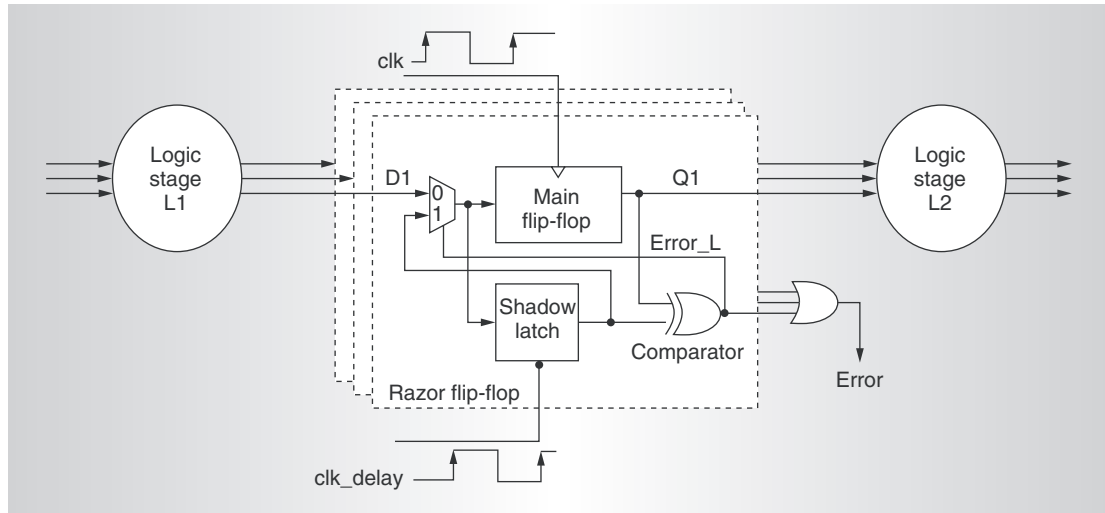 clk
Logic
stage
L1
D1
0
1
Main
flip-flop
Q1
Logic
stage
L2
Error_L
Shadow
latch
Comparator
Error
Razor flip-flop
clk_delay